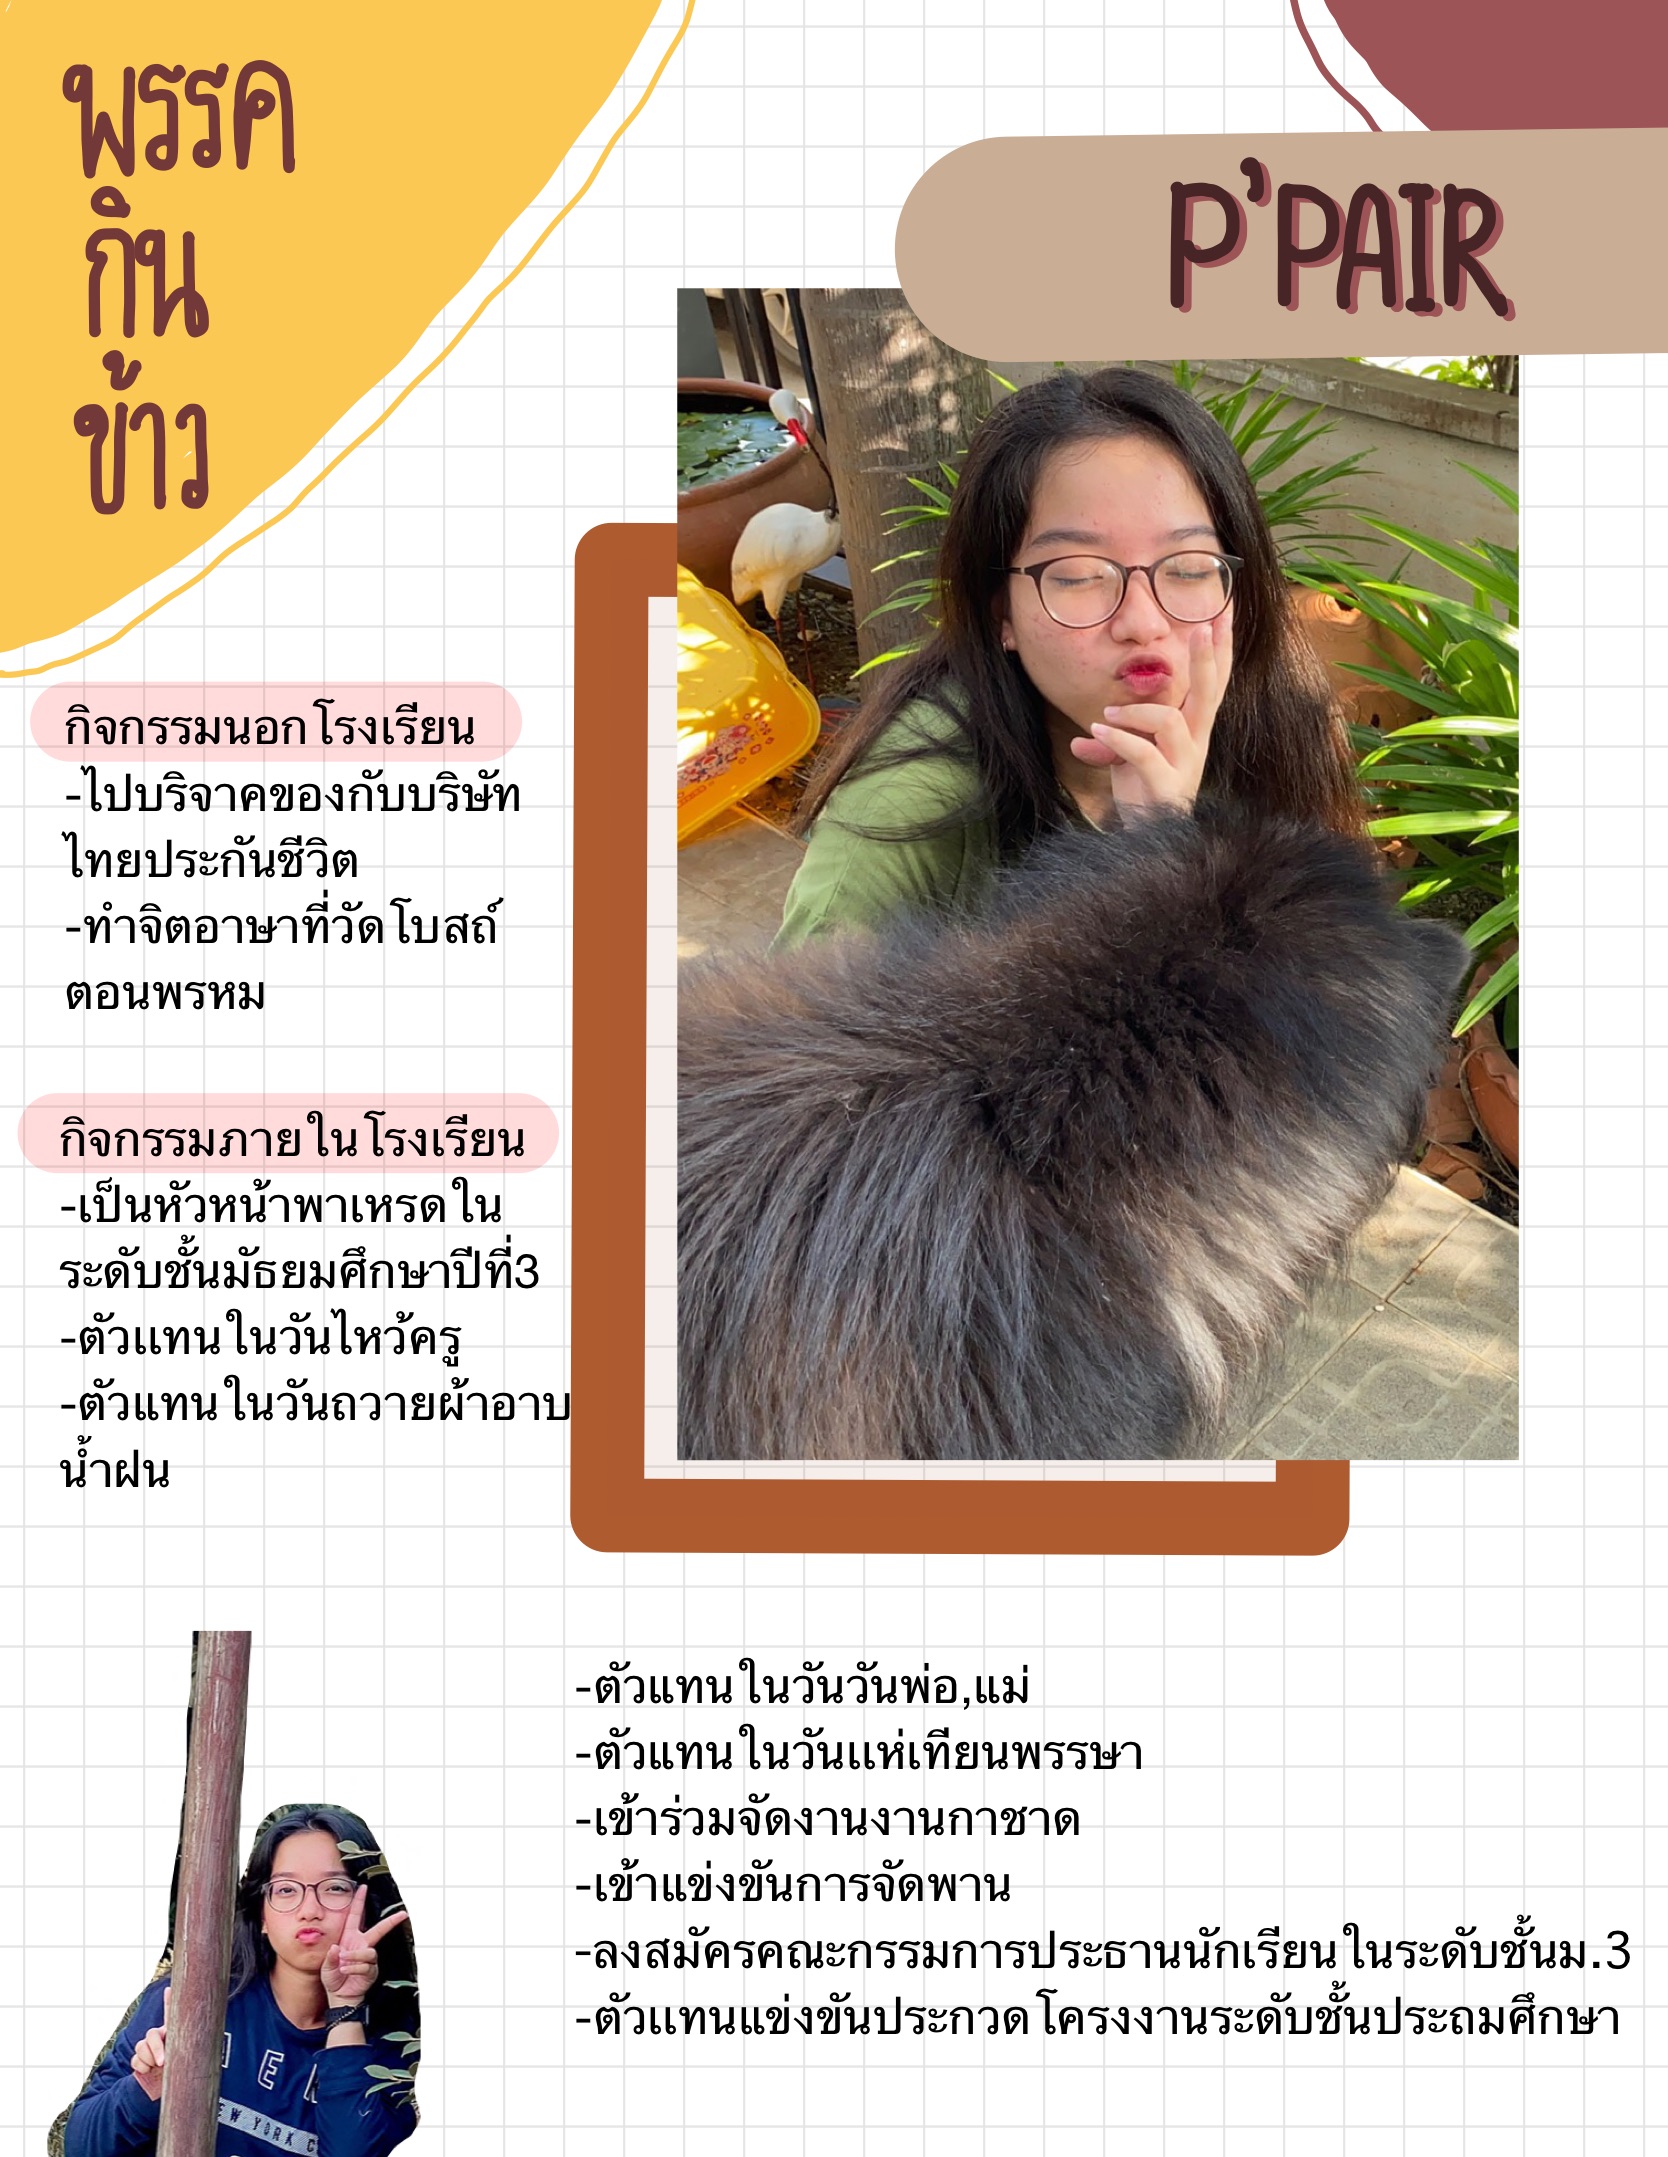 พรรค
กิน
ข้าว
P'PAIR
กิจกรรมนอกโรงเรียน
-ไปบริจาคของกับบริษัท
ไทยประกันชีวิต
-ทำจิตอาษาที่วัดโบสถ์
ตอนพรหม
กิจกรรมภายในโรงเรียน
-เป็นหัวหน้าพาเหรดใน
ระดับชั้นมัธยมศึกษาปีที่3
-ตัวแทนในวันไหว้ครู
-ตัวแทนในวันถวายผ้าอาบ
น้ำฝน
-ตัวแทนในวันวันพ่อ,แม่
-ตัวแทนในวันแห่เทียนพรรษา
-เข้าร่วมจัดงานงานกาชาด
-เข้าแข่งขันการจัดพาน
-ลงสมัครคณะกรรมการประธานนักเรียนในระดับชั้นม.3
-ตัวแทนแข่งขันประกวดโครงงานระดับชั้นประถมศึกษา
YORK